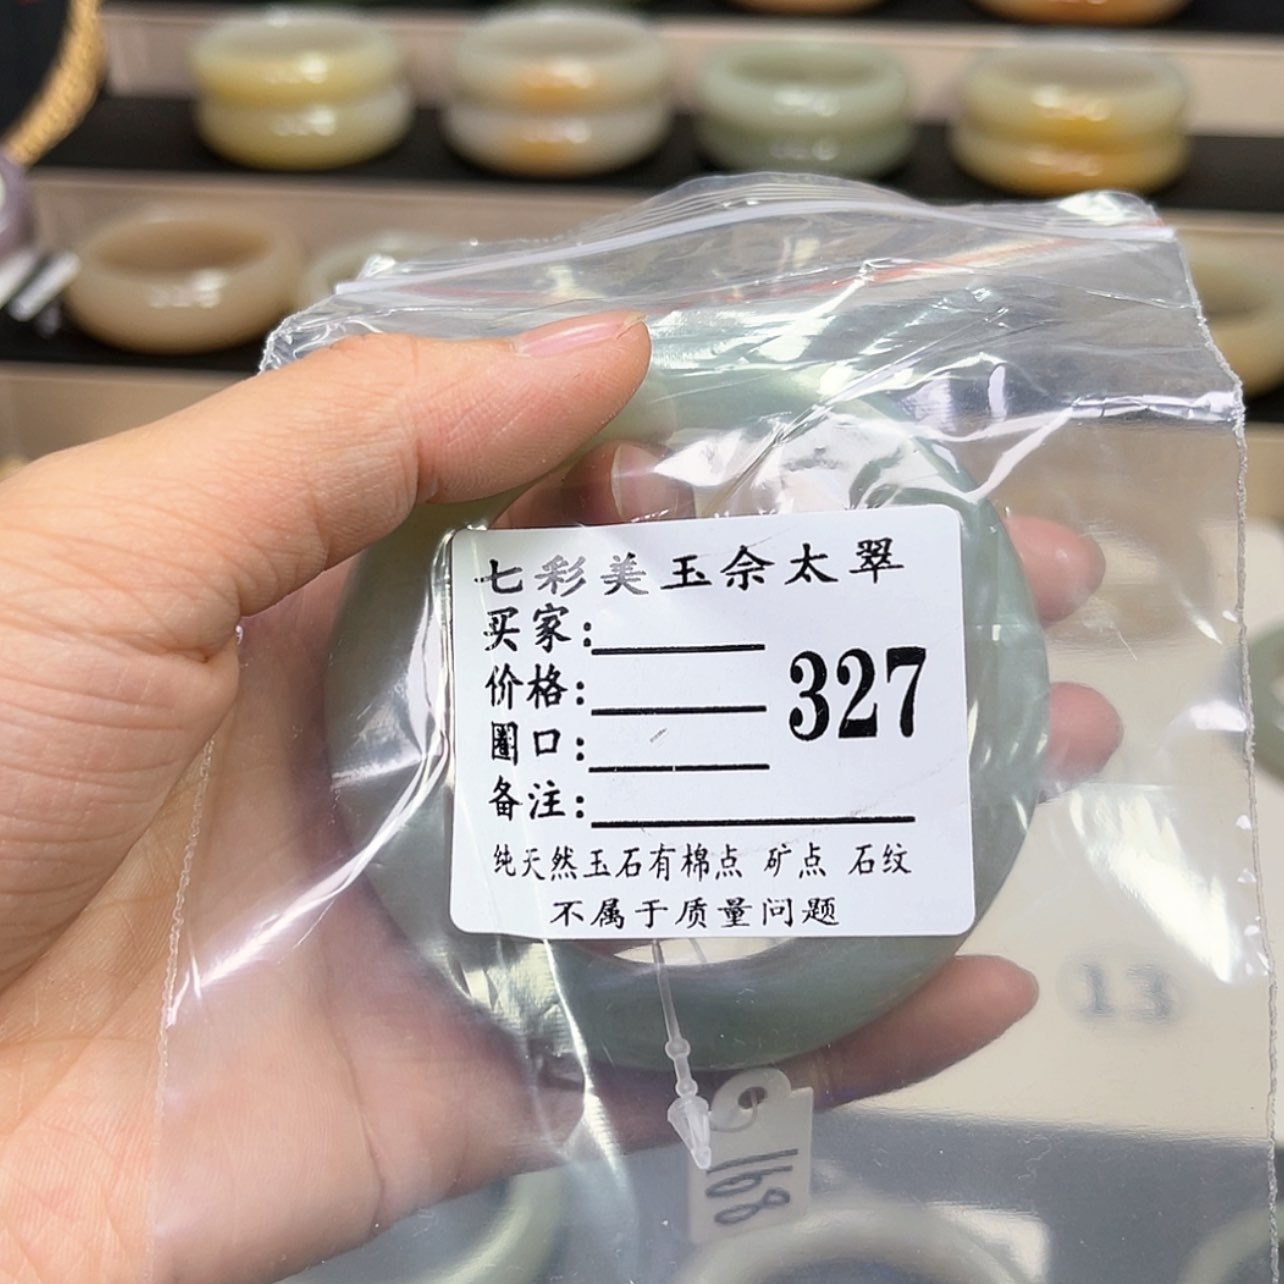 七彩美玉佘太翠
买家：
价格：
327
圈口：
备注：
纯天然玉石有棉点 矿点 石纹
不属于质量问题
13
168